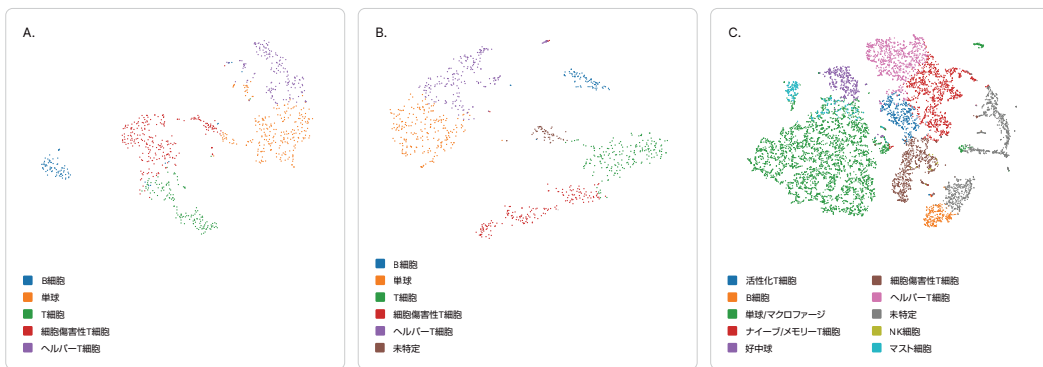 A.
B細胞
単球
T細胞
細胞傷害性T細胞
ヘルパーT細胞
B.
B細胞
単球
T細胞
細胞傷害性T細胞
ヘルパーT細胞
未特定
C.
活性化T細胞
B細胞
単球/マクロファージ
ナイーブ/メモリーT細胞
好中球
細胞傷害性T細胞
ヘルパーT細胞
未特定
NK細胞
マスト細胞